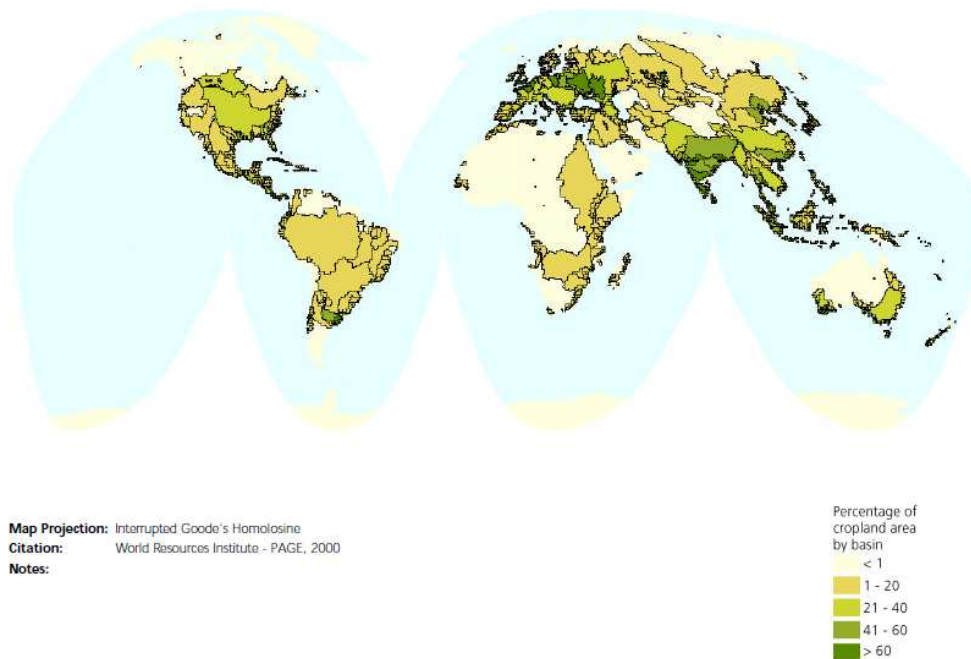 Map Projection: Interrupted Goode's Homolosine
Citation: World Resources Institute - PAGE, 2000
Notes:
Percentage of
cropland area
by basin
< 1
1 - 20
21 - 40
41 - 60
> 60